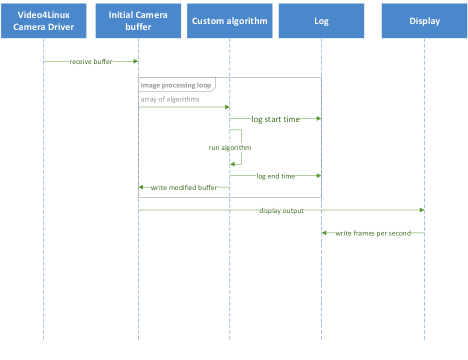 Video4Linux
Camera Driver
Initial Camera
buffer
Custom algorithm
Log
Display
receive buffer
image processing loop
array of algorithms
log start time
run algorithm
log end time
write modified buffer
display output
write frames per second